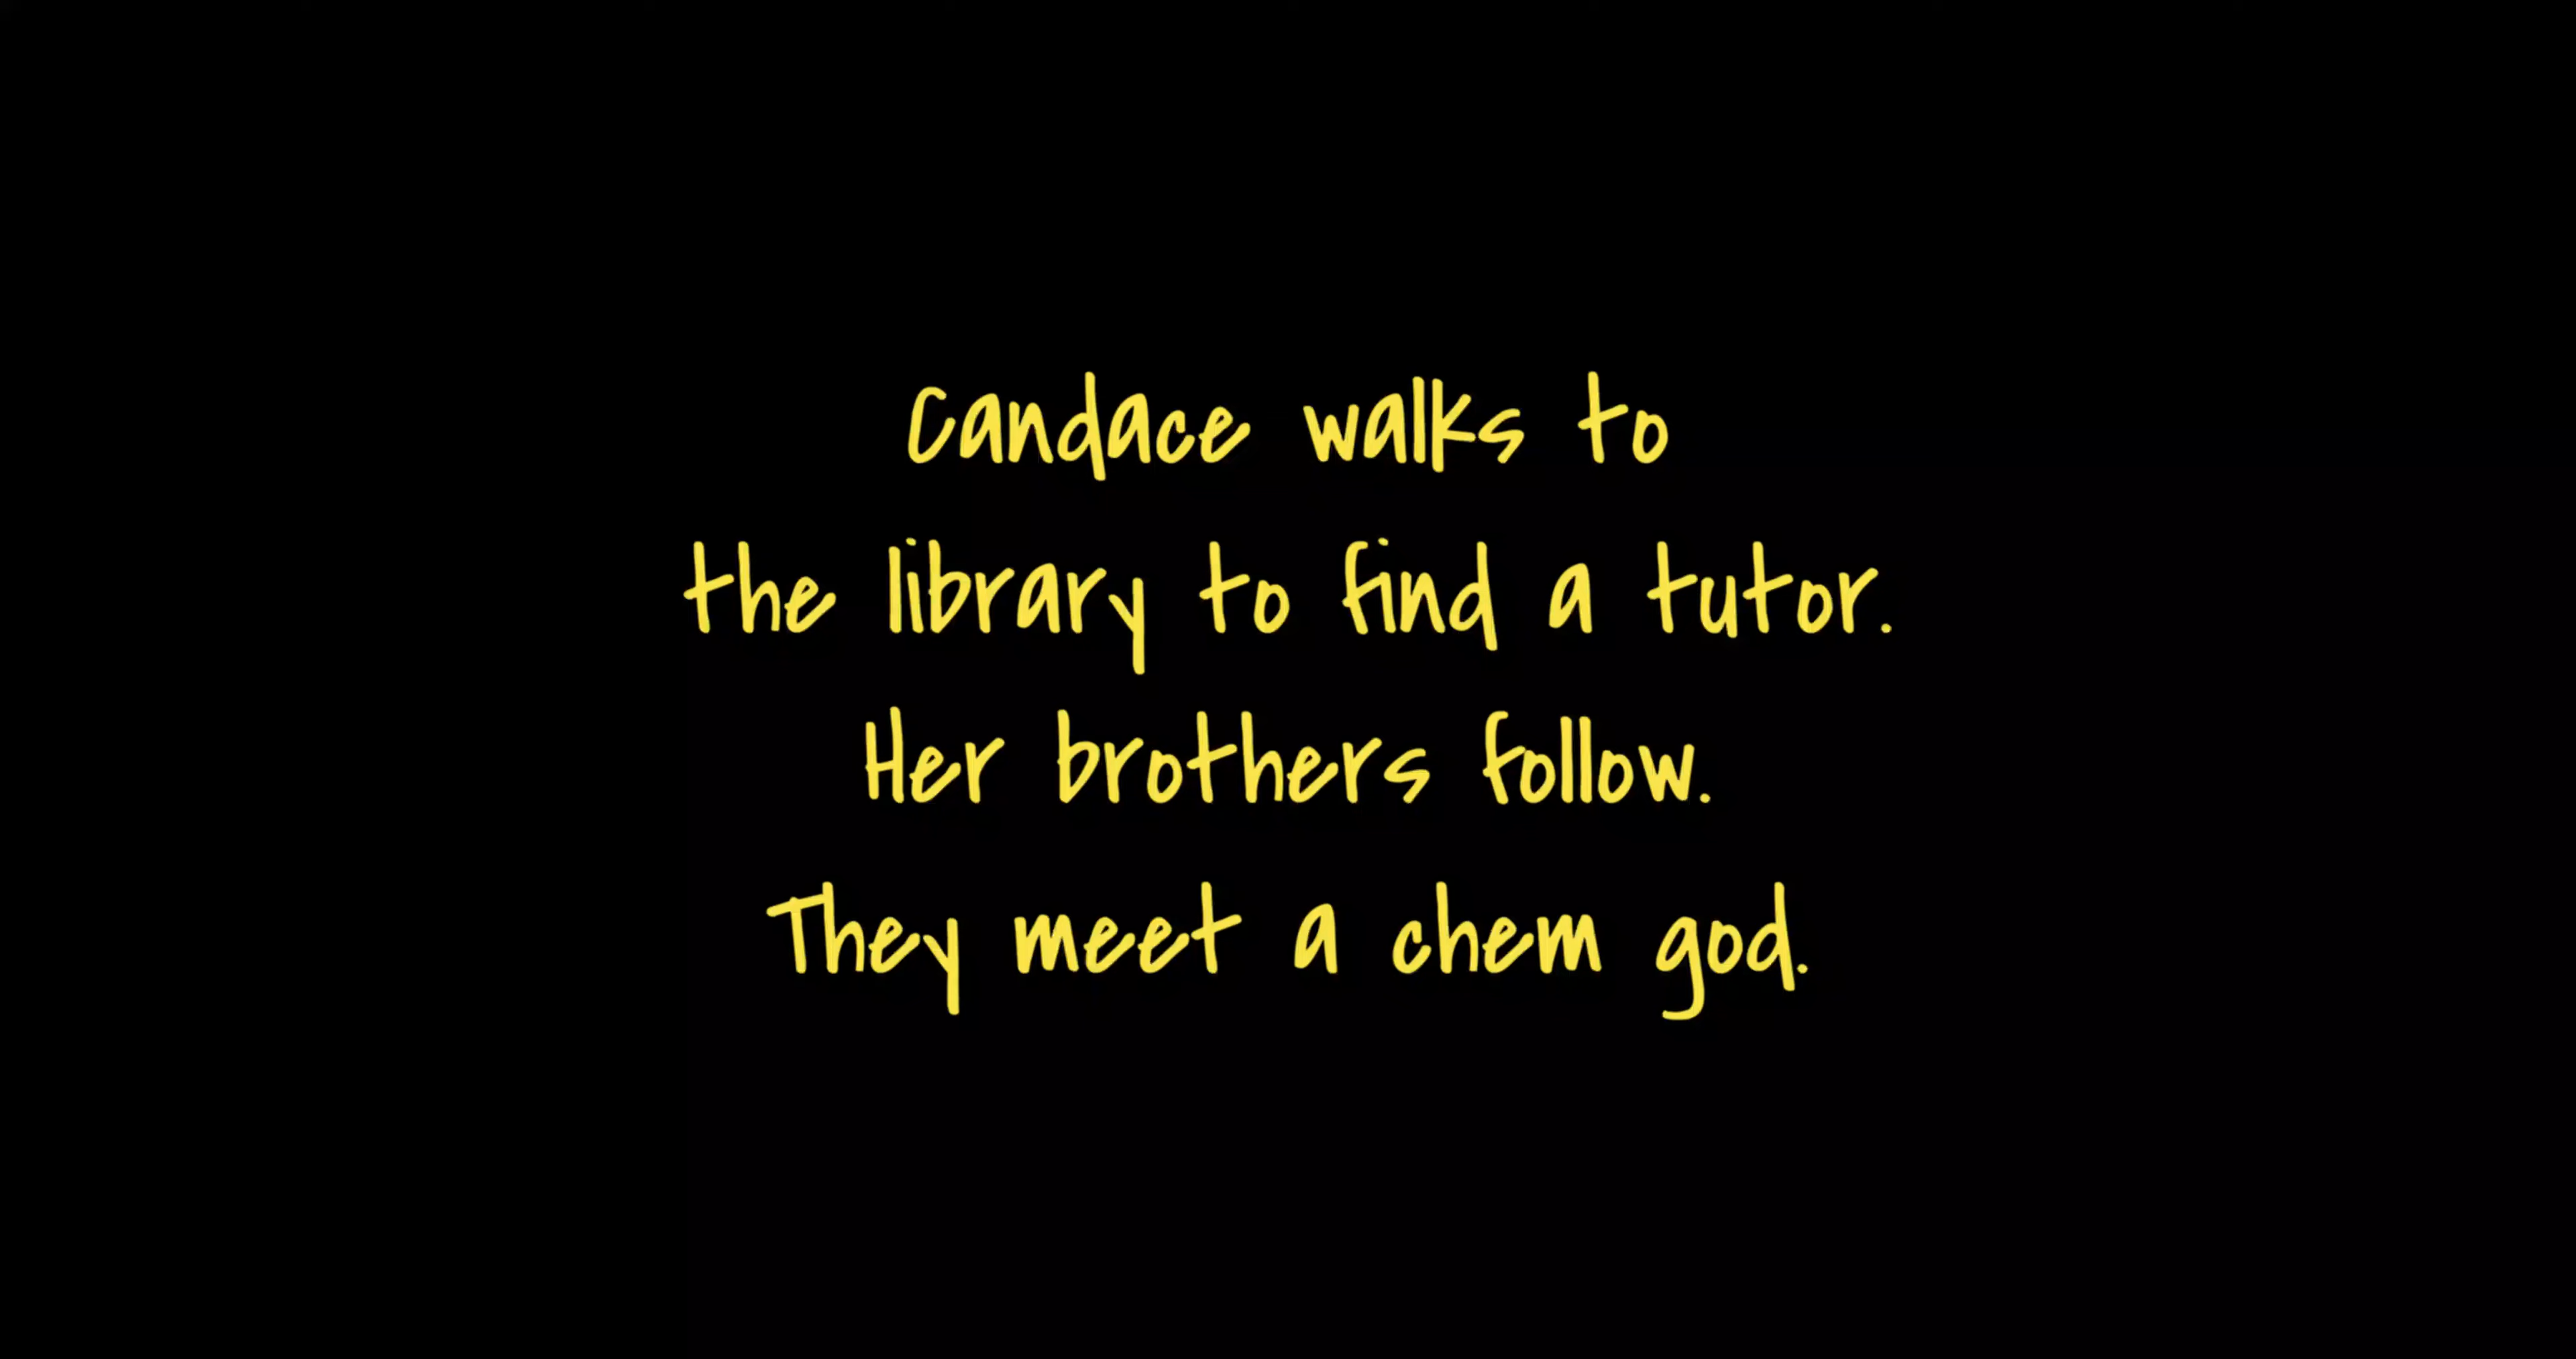 Candace walks to
the library to find a tutor.
Her brothers follow.
They meet a chem god.